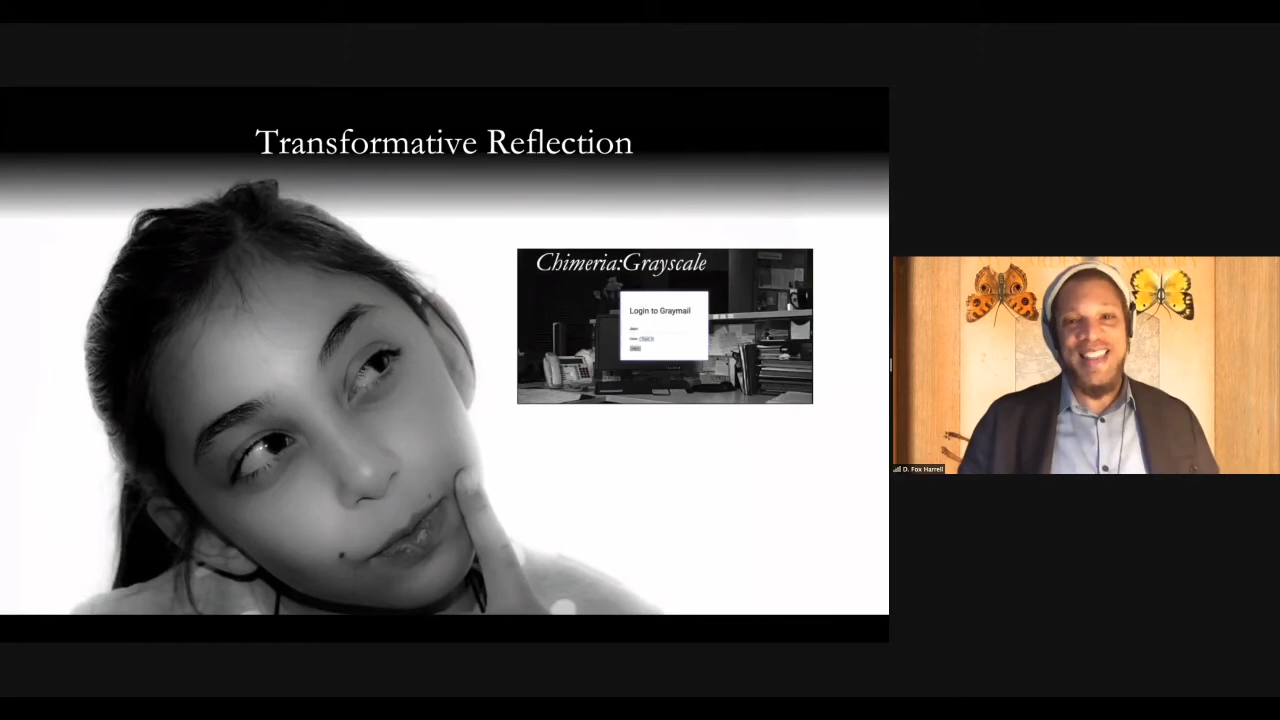 Transformative Reflection
Chimeria:Grayscale
Login to Graymail
D. Fox Harrell